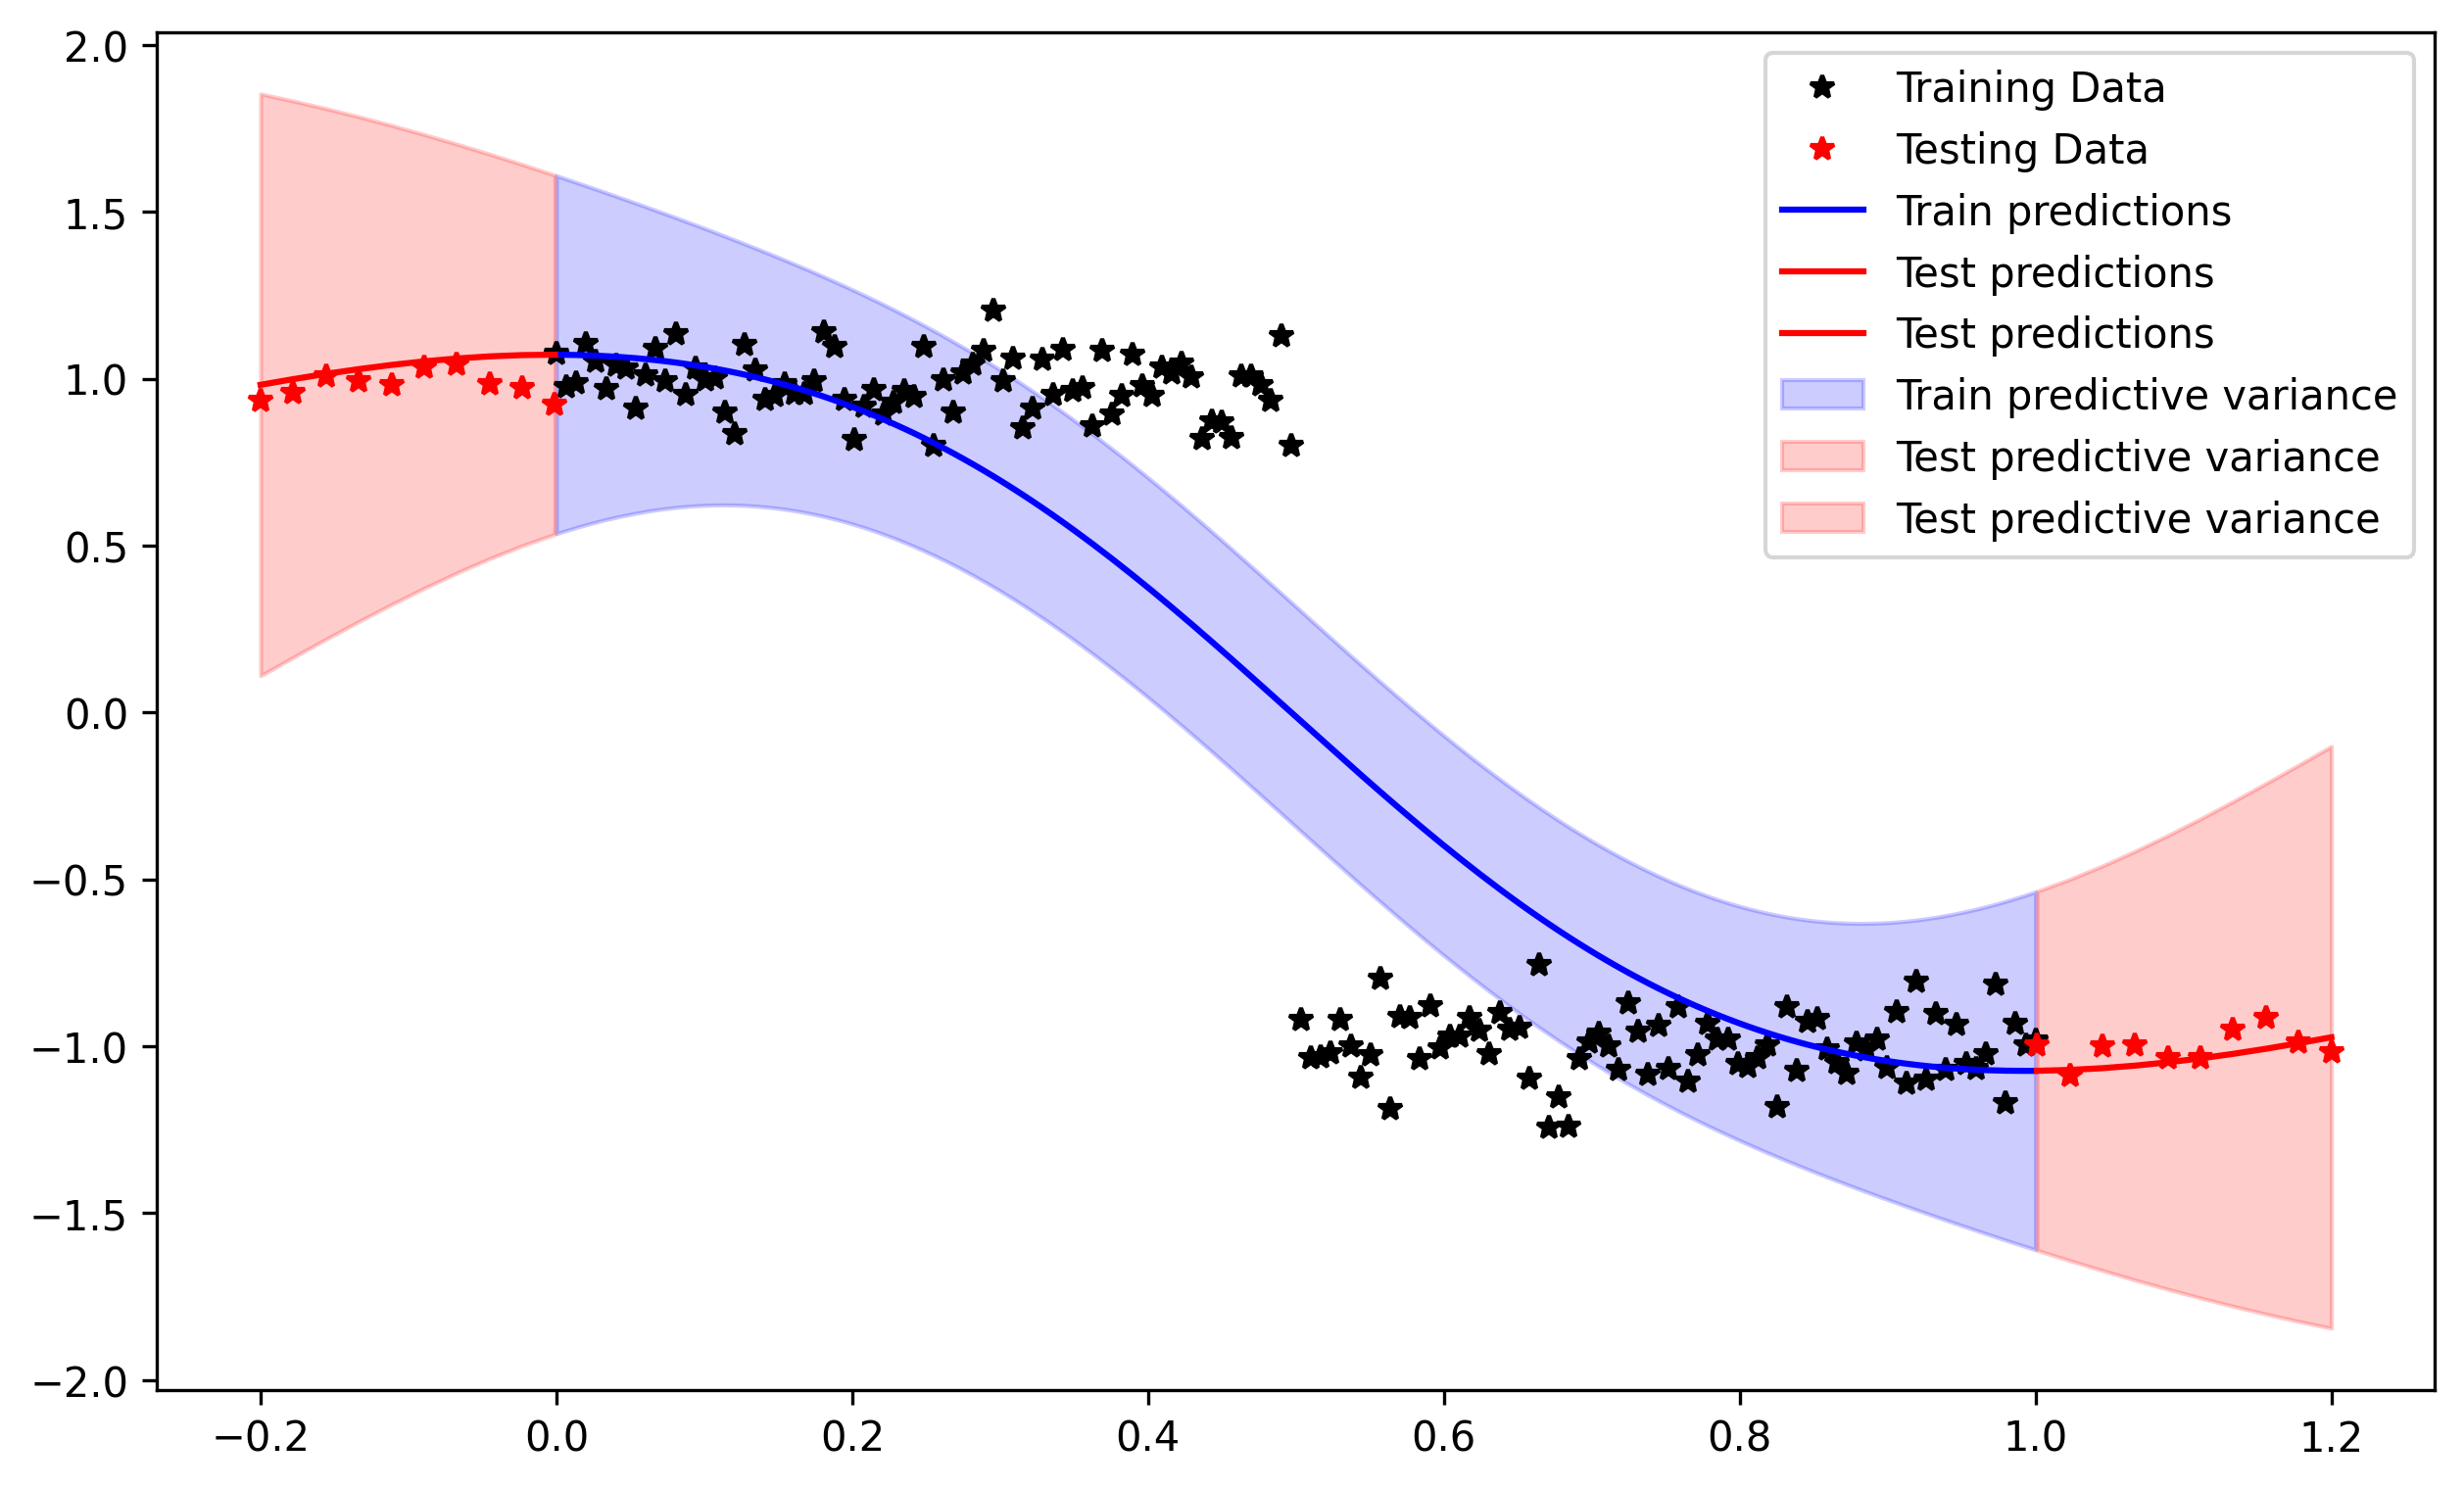 2.0
1.5
1.0
0.5
0.0
−0.5
−1.0
−1.5
−2.0
Training Data
Testing Data
Train predictions
Test predictions
Test predictions
Train predictive variance
Test predictive variance
Test predictive variance
−0.2 0.0 0.2 0.4 0.6 0.8 1.0 1.2